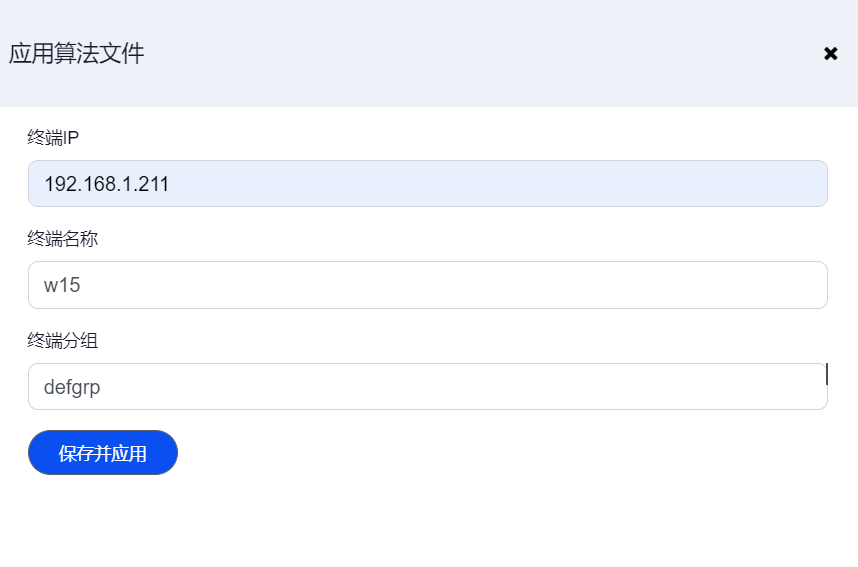 应用算法文件
终端IP
192.168.1.211
终端名称
w15
终端分组
defgrp
保存并应用